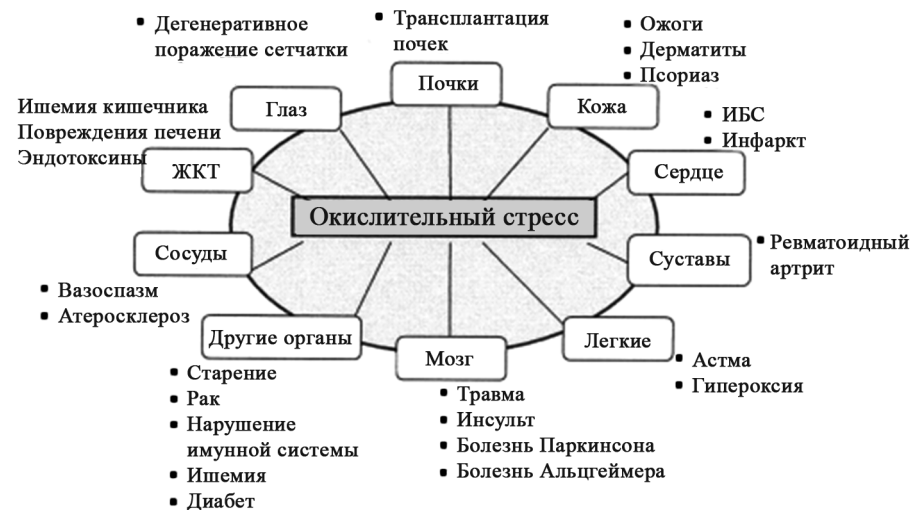 Дегенеративное
поражение сетчатки
Трансплантация
почек
Ожоги
Дерматиты
Псориаз
Почки
Глаз
Кожа
Ишемия кишечника
Повреждения печени
Эндотоксины
ИБС
Инфаркт
ЖКТ
Сердце
Окислительный стресс
Сосуды
Суставы
Ревматоидный
артрит
Вазоспазм
Атеросклероз
Другие органы
Мозг
Легкие
Астма
Гипероксия
Старение
Рак
Нарушение
имунной системы
Ишемия
Диабет
Травма
Инсульт
Болезнь Паркинсона
Болезнь Альцгеймера